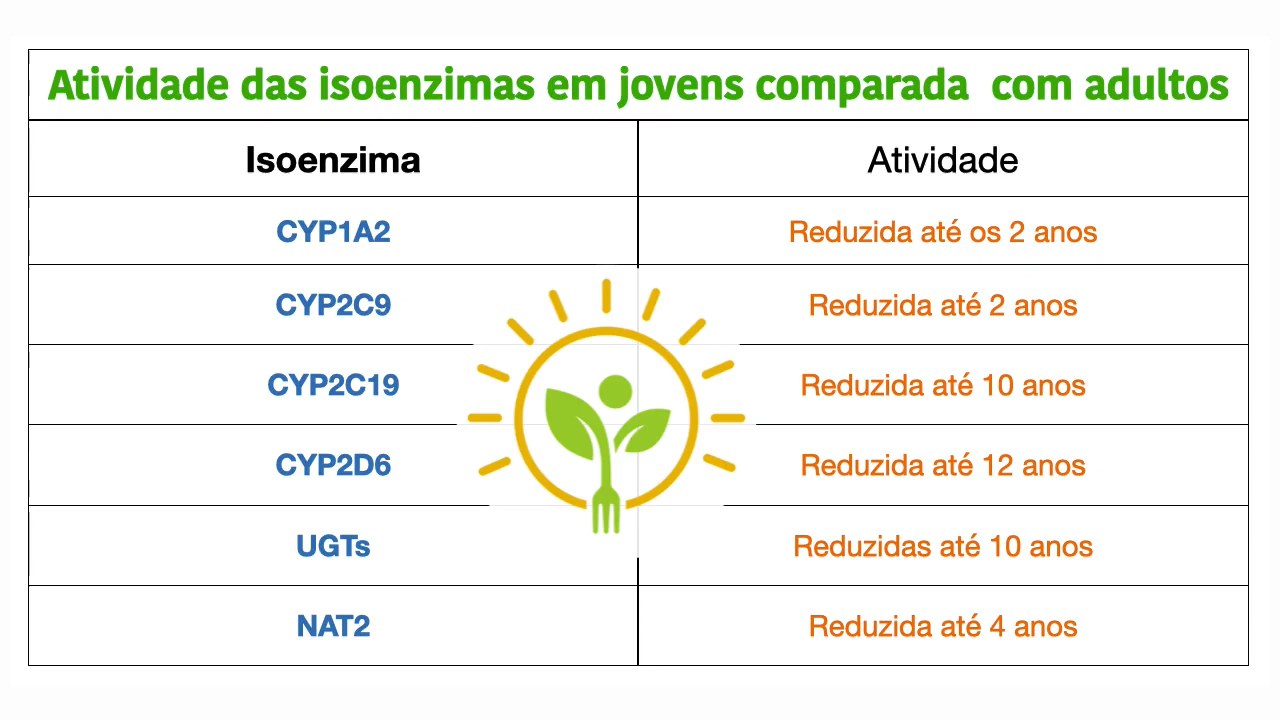 Atividade das isoenzimas em jovens comparada com adultos
Isoenzima Atividade
CYP1A2 Reduzida até os 2 anos
CYP2C9 Reduzida até 2 anos
CYP2C19 Reduzida até 10 anos
CYP2D6 Reduzida até 12 anos
UGTs Reduzidas até 10 anos
NAT2 Reduzida até 4 anos